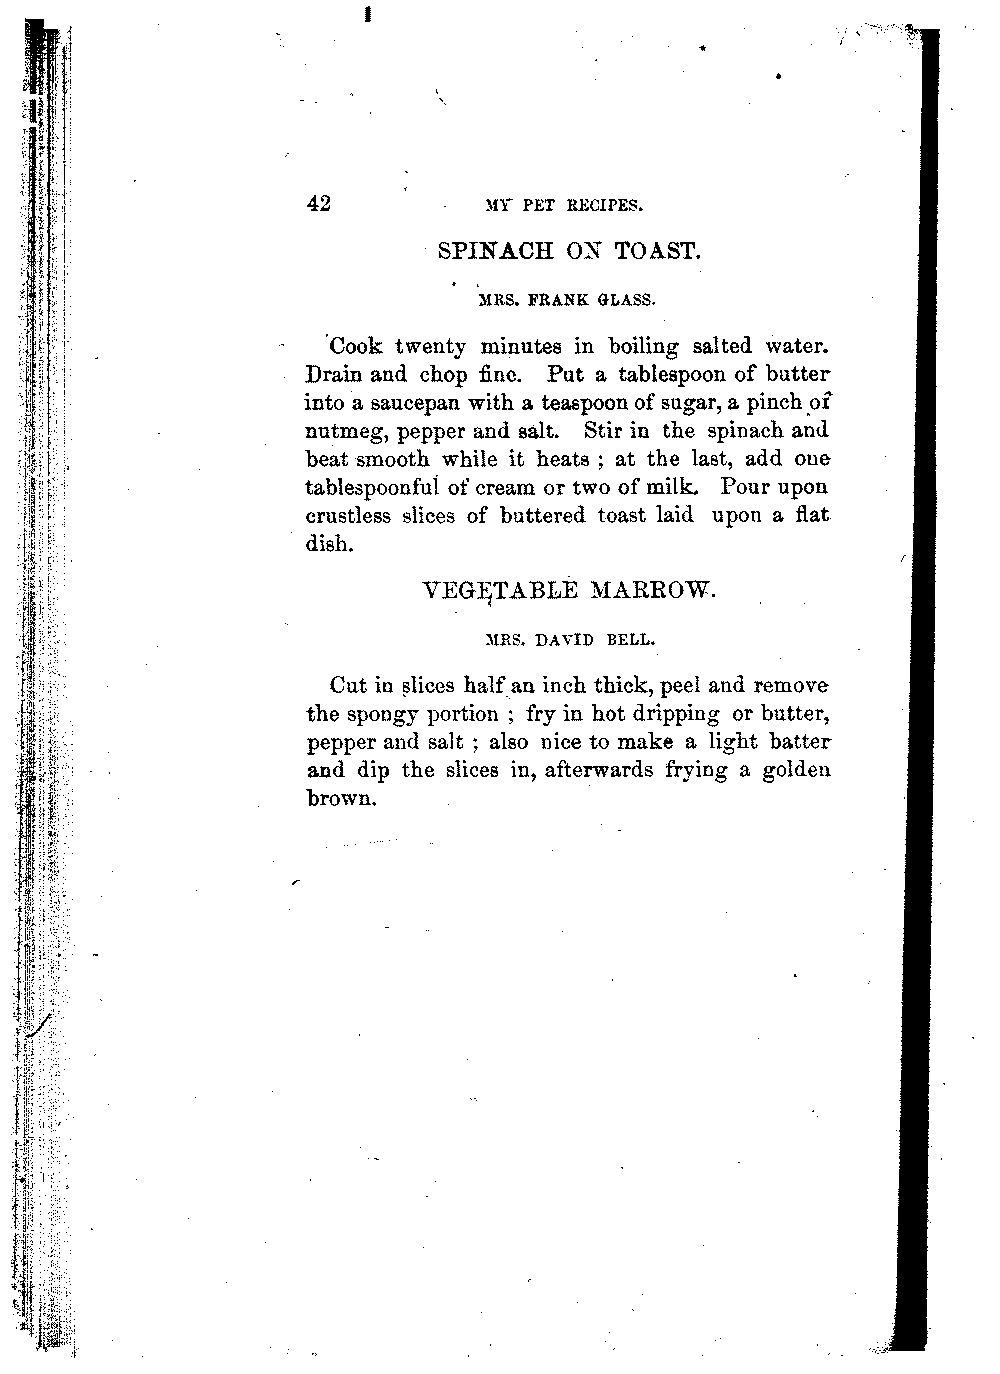 42 MY PET RECIPES.
SPINACH ON TOAST.
MRS. FRANK GLASS.
Cook twenty minutes in boiling salted water.
Drain and chop fine. Put a tablespoon of butter
into a saucepan with a teaspoon of sugar, a pinch of
nutmeg, pepper and salt. Stir in the spinach and
beat smooth while it heats ; at the last, add one
tablespoonful of cream or two of milk. Pour upon
crustless slices of buttered toast laid upon a flat
dish.
VEGETABLE MARROW.
MRS. DAVID BELL.
Cut in slices half an inch thick, peel and remove
the spongy portion ; fry in hot dripping or butter,
pepper and salt ; also nice to make a light batter
and dip the slices in, afterwards frying a golden
brown.